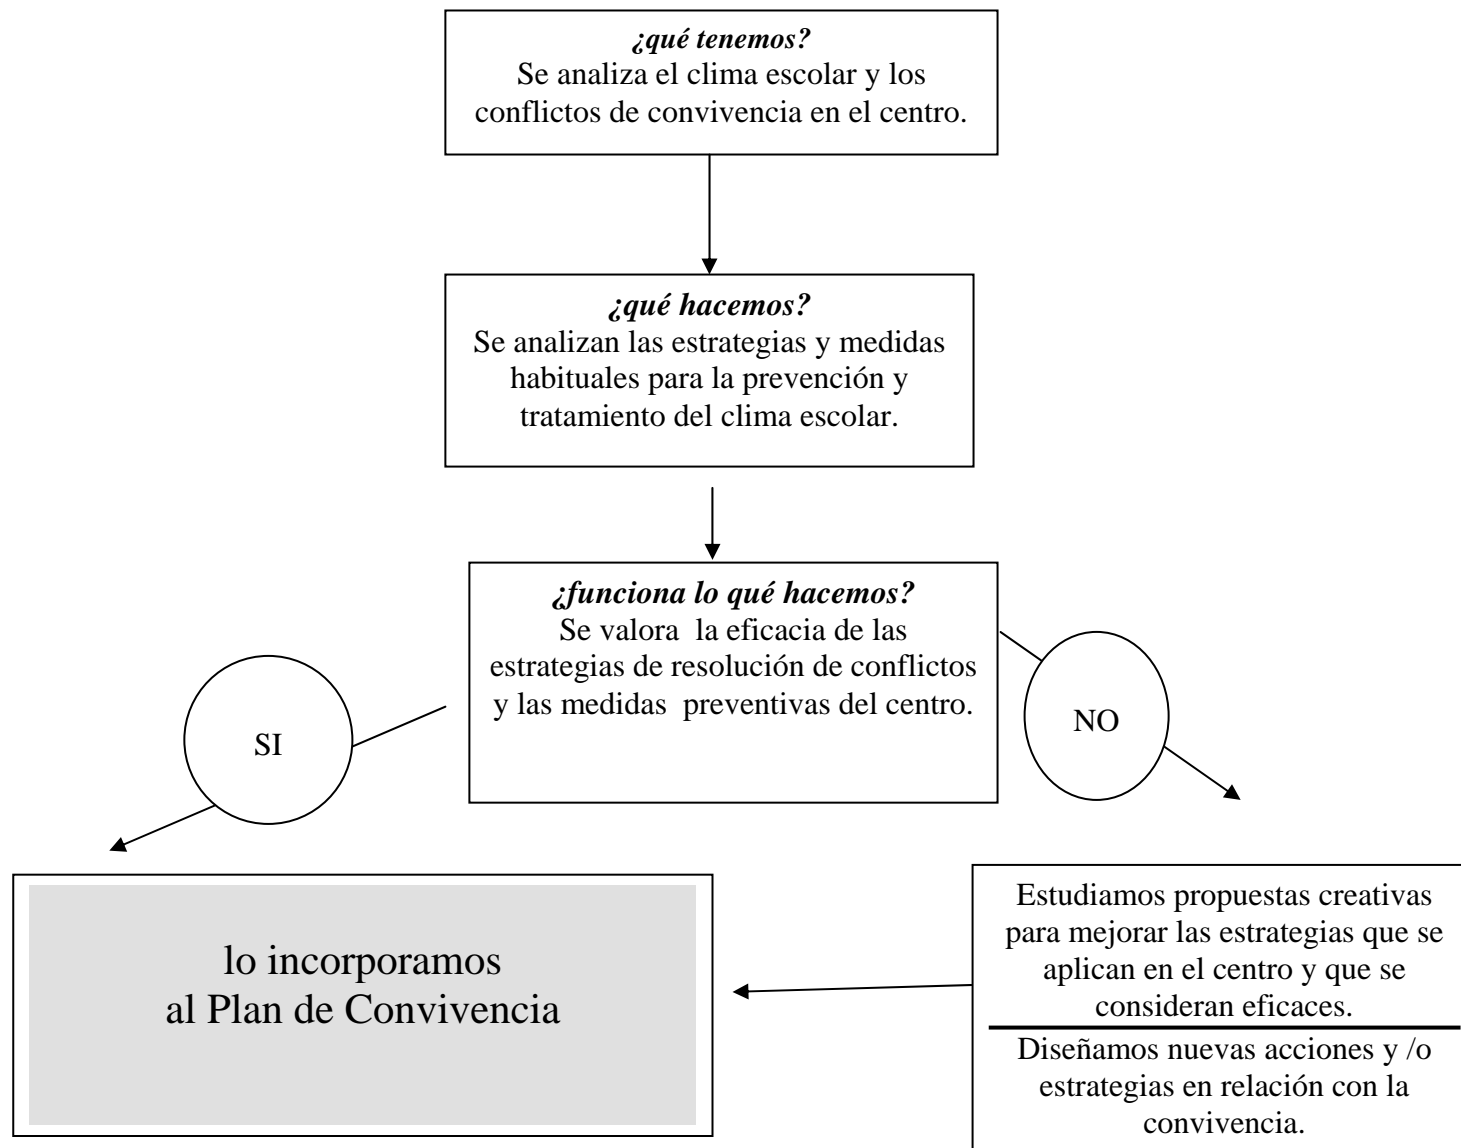 ¿qué tenemos?
Se analiza el clima escolar y los
conflictos de convivencia en el centro.
¿qué hacemos?
Se analizan las estrategias y medidas
habituales para la prevención y
tratamiento del clima escolar.
¿funciona lo qué hacemos?
Se valora la eficacia de las
estrategias de resolución de conflictos
y las medidas preventivas del centro.
SI
NO
lo incorporamos
al Plan de Convivencia
Estudiamos propuestas creativas
para mejorar las estrategias que se
aplican en el centro y que se
consideran eficaces.
Diseñamos nuevas acciones y /o
estrategias en relación con la
convivencia.